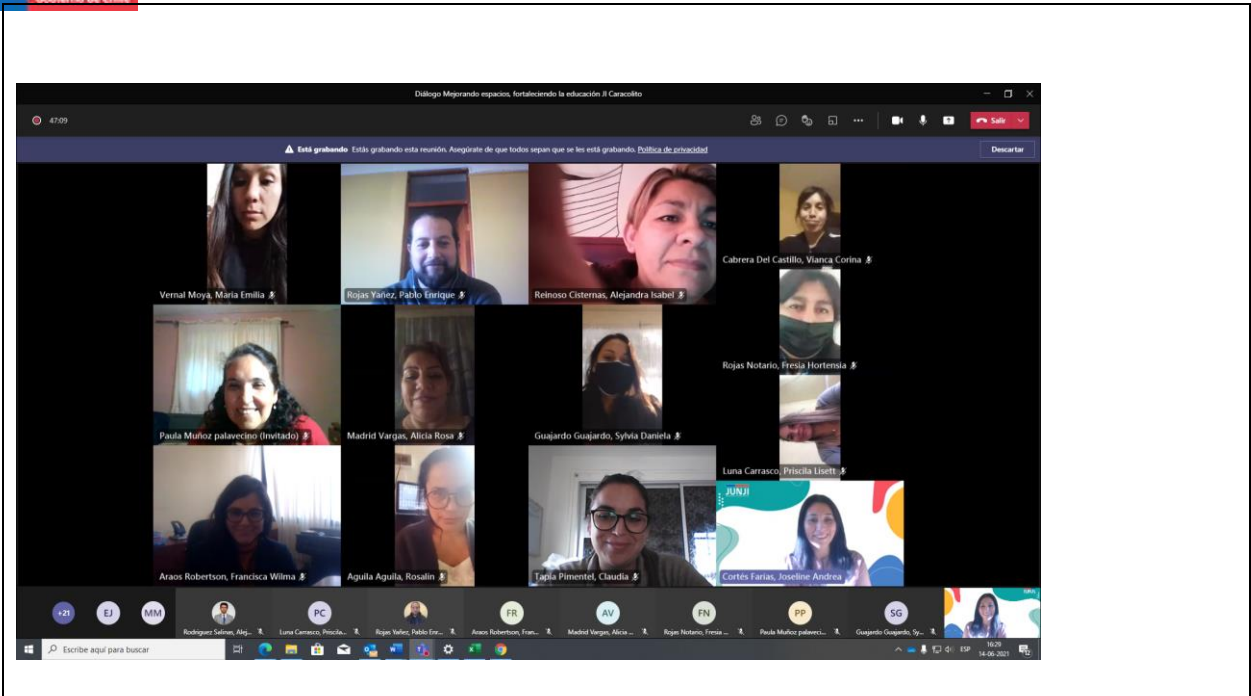 Gobierno de Chile
Diálogo Mejorando espacios, fortaleciendo la educación JI Caracolito
47:09
Salir
Está grabando Estás grabando esta reunión. Asegúrate de que todos sepan que se les está grabando. Política de privacidad
Descartar
Vernal Moya, Maria Emilia
Rojas Yañez, Pablo Enrique
Reinoso Cisternas, Alejandra Isabel
Cabrera Del Castillo, Vianca Corina
Rojas Notario, Fresia Hortensia
Paula Muñoz palavecino (Invitado)
Madrid Vargas, Alicia Rosa
Guajardo Guajardo, Sylvia Daniela
Luna Carrasco, Priscila Lisett
JUNJI
Araos Robertson, Francisca Wilma
Aguila Aguila, Rosalin
Tapia Pimentel, Claudia
Cortés Farias, Joseline Andrea
+21
EJ
MM
PC
FR
AV
FN
PP
SG
Rodriguez Salinas, Alej...
Luna Carrasco, Priscila...
Rojas Yañez, Pablo Enr...
Araos Robertson, Fran...
Madrid Vargas, Alicia ...
Rojas Notario, Fresia ...
Paula Muñoz palaveci...
Guajardo Guajardo, Sy...
Escribe aquí para buscar
ESP
16:29
14-06-2021